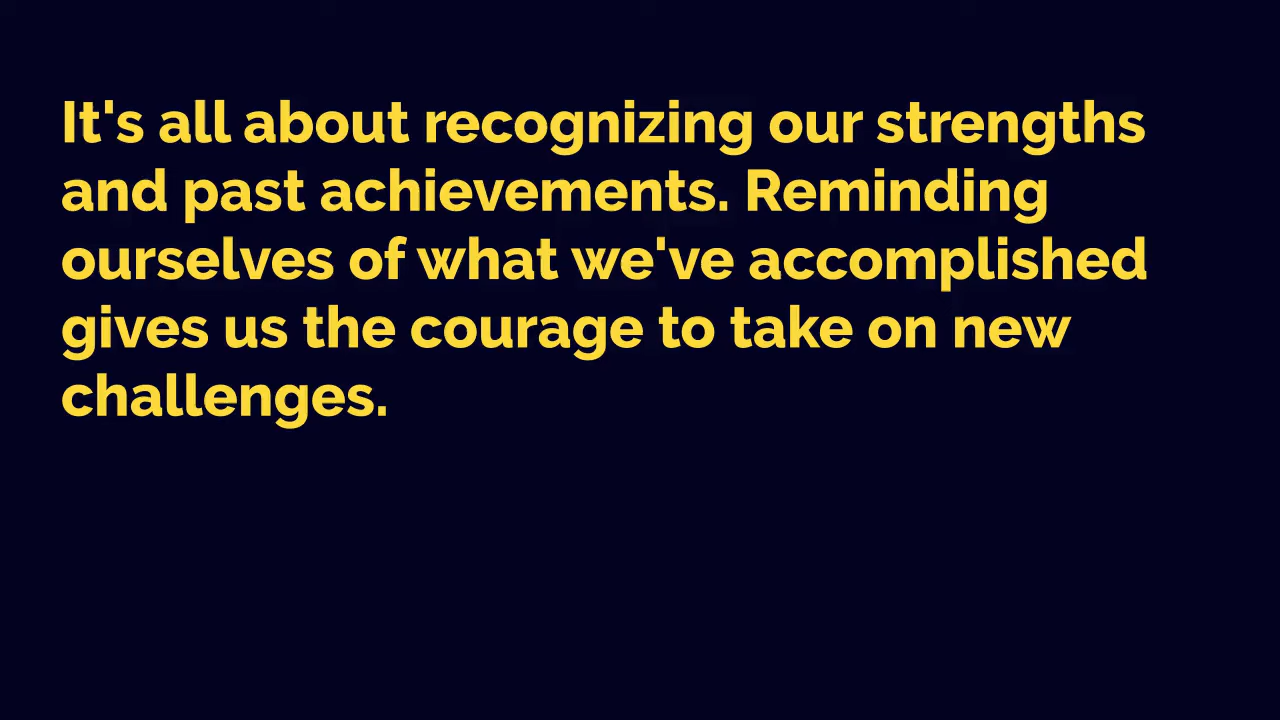 It's all about recognizing our strengths
and past achievements. Reminding
ourselves of what we've accomplished
gives us the courage to take on new
challenges.